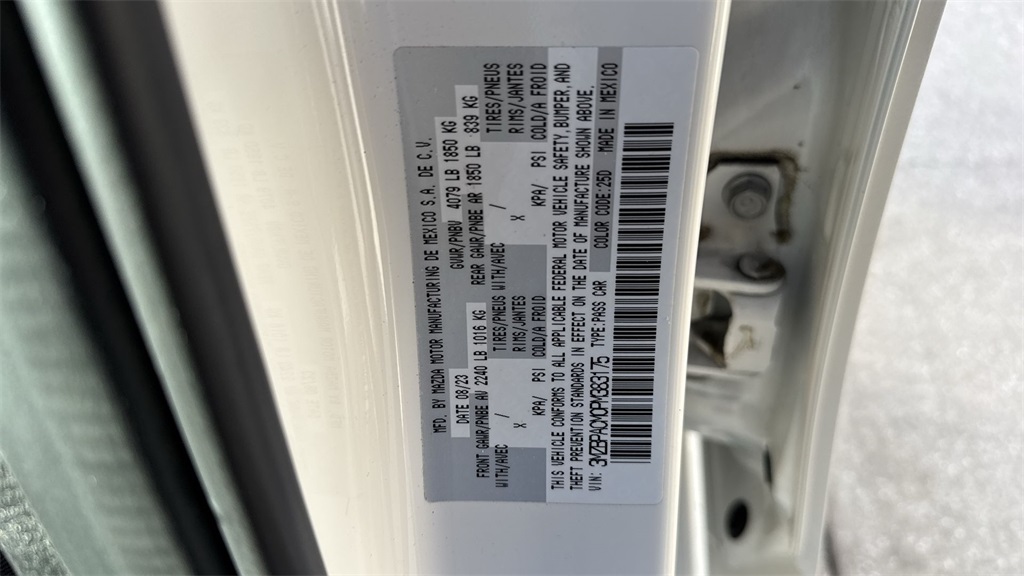 MFD. BY MAZDA MOTOR MANUFACTURING DE MEXICO S.A. DE C.V.
DATE 08/23 GVWR/PNBV 4079 LB 1850 KG
FRONT GAWR/PNBE AV 2240 LB 1016 KG REAR GAWR/PNBE AR 1850 LB 839 KG
WITH/AVEC / TIRES/PNEUS WITH/AVEC / TIRES/PNEUS
X RIMS/JANTES X RIMS/JANTES
KPA/ PSI COLD/A FROID KPA/ PSI COLD/A FROID
THIS VEHICLE CONFORMS TO ALL APPLICABLE FEDERAL MOTOR VEHICLE SAFETY, BUMPER, AND
THEFT PREVENTION STANDARDS IN EFFECT ON THE DATE OF MANUFACTURE SHOWN ABOVE.
VIN: TYPE:PASS CAR COLOR CODE:25D MADE IN MEXICO